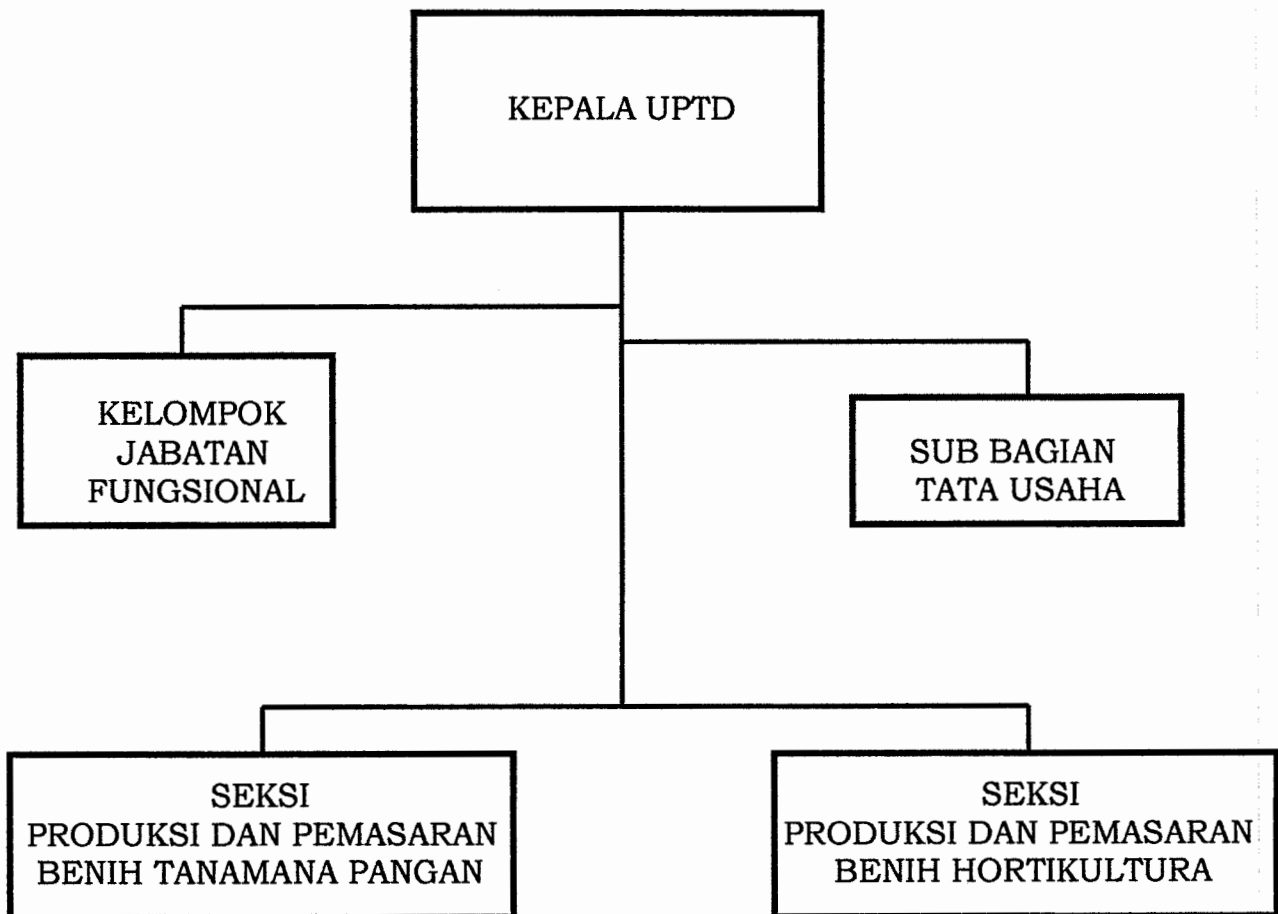 KEPALA UPTD
KELOMPOK
JABATAN
FUNGSIONAL
SUB BAGIAN
TATA USAHA
SEKSI
PRODUKSI DAN PEMASARAN
BENIH TANAMANA PANGAN
SEKSI
PRODUKSI DAN PEMASARAN
BENIH HORTIKULTURA